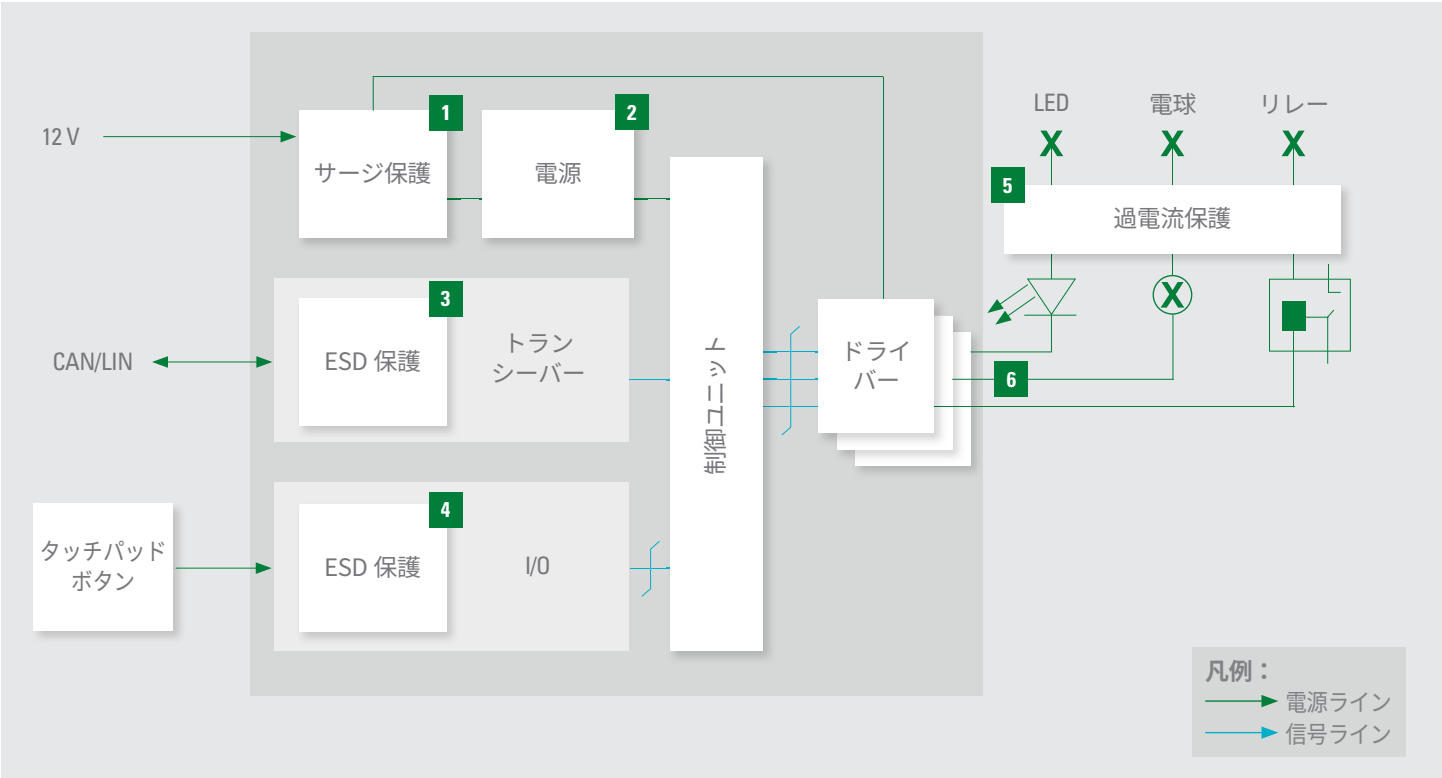 12 V
サージ保護
1
電源
2
LED
電球
リレー
X
X
X
5
過電流保護
X
CAN/LIN
ESD 保護
3
トラン
シーバー
制御ユニット
ドライ
バー
6
タッチパッド
ボタン
ESD 保護
4
I/O
凡例：
電源ライン
信号ライン